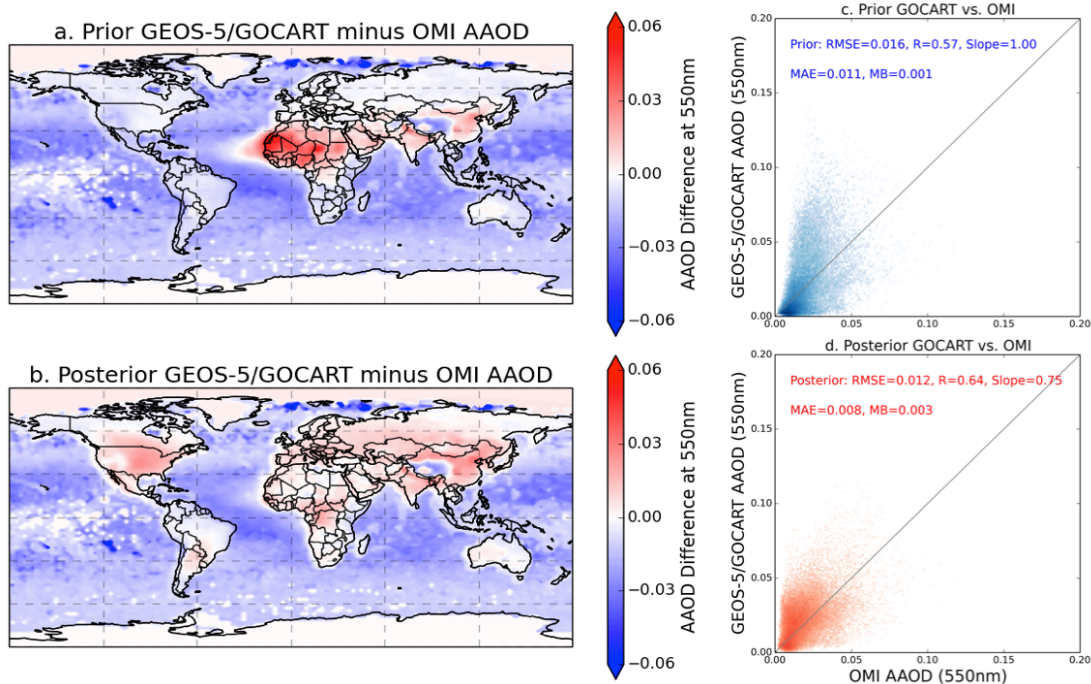 a. Prior GEOS-5/GOCART minus OMI AAOD
0.06
0.03
0.00
−0.03
−0.06
AAOD Difference at 550nm
c. Prior GOCART vs. OMI
Prior: RMSE=0.016, R=0.57, Slope=1.00
MAE=0.011, MB=0.001
GEOS-5/GOCART AAOD (550nm)
0.20
0.15
0.10
0.05
0.00
0.00 0.05 0.10 0.15 0.20
b. Posterior GEOS-5/GOCART minus OMI AAOD
0.06
0.03
0.00
−0.03
−0.06
AAOD Difference at 550nm
d. Posterior GOCART vs. OMI
Posterior: RMSE=0.012, R=0.64, Slope=0.75
MAE=0.008, MB=0.003
GEOS-5/GOCART AAOD (550nm)
0.20
0.15
0.10
0.05
0.00
0.00 0.05 0.10 0.15 0.20
OMI AAOD (550nm)